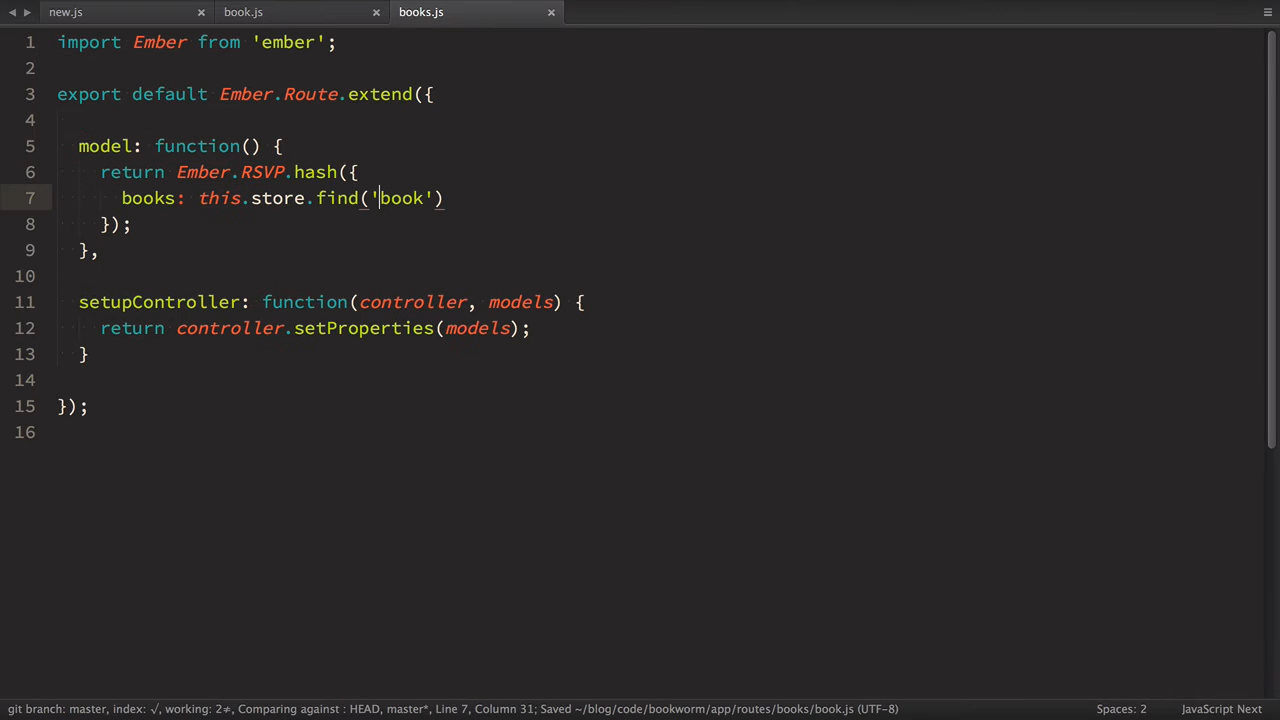 new.js × book.js × books.js ×
1 import Ember from 'ember';
2
3 export default Ember.Route.extend({
4
5 model: function() {
6 return Ember.RSVP.hash({
7 books: this.store.find('book')
8 });
9 },
10
11 setupController: function(controller, models) {
12 return controller.setProperties(models);
13 }
14
15 });
16
git branch: master, index: √, working: 2≠, Comparing against : HEAD, master*, Line 7, Column 31; Saved ~/blog/code/bookworm/app/routes/books/book.js (UTF-8) Spaces: 2 JavaScript Next